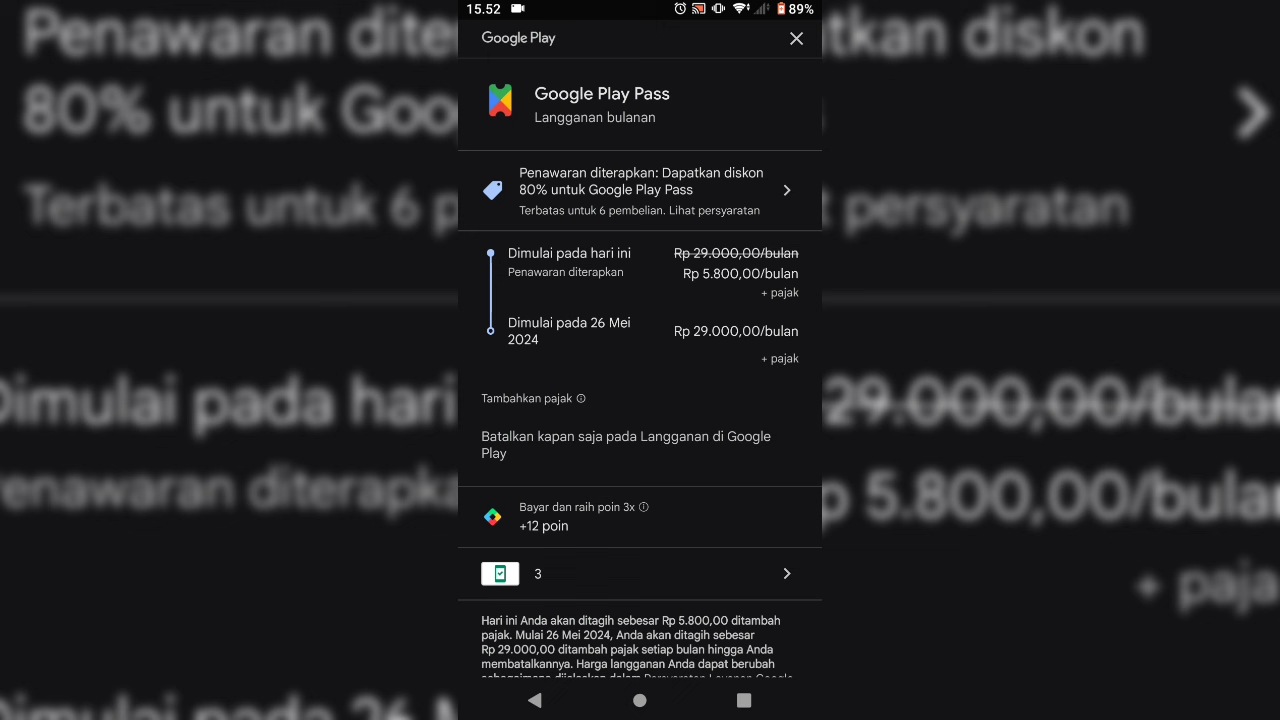 15.52
89%
Google Play
Google Play Pass
Langganan bulanan
Penawaran diterapkan: Dapatkan diskon
80% untuk Google Play Pass
Terbatas untuk 6 pembelian. Lihat persyaratan
Dimulai pada hari ini
Rp 29.000,00/bulan
Penawaran diterapkan
Rp 5.800,00/bulan
+ pajak
Dimulai pada 26 Mei
2024
Rp 29.000,00/bulan
+ pajak
Tambahkan pajak
Batalkan kapan saja pada Langganan di Google
Play
Bayar dan raih poin 3x
+12 poin
3
Hari ini Anda akan ditagih sebesar Rp 5.800,00 ditambah
pajak. Mulai 26 Mei 2024, Anda akan ditagih sebesar
Rp 29.000,00 ditambah pajak setiap bulan hingga Anda
membatalkannya. Harga langganan Anda dapat berubah